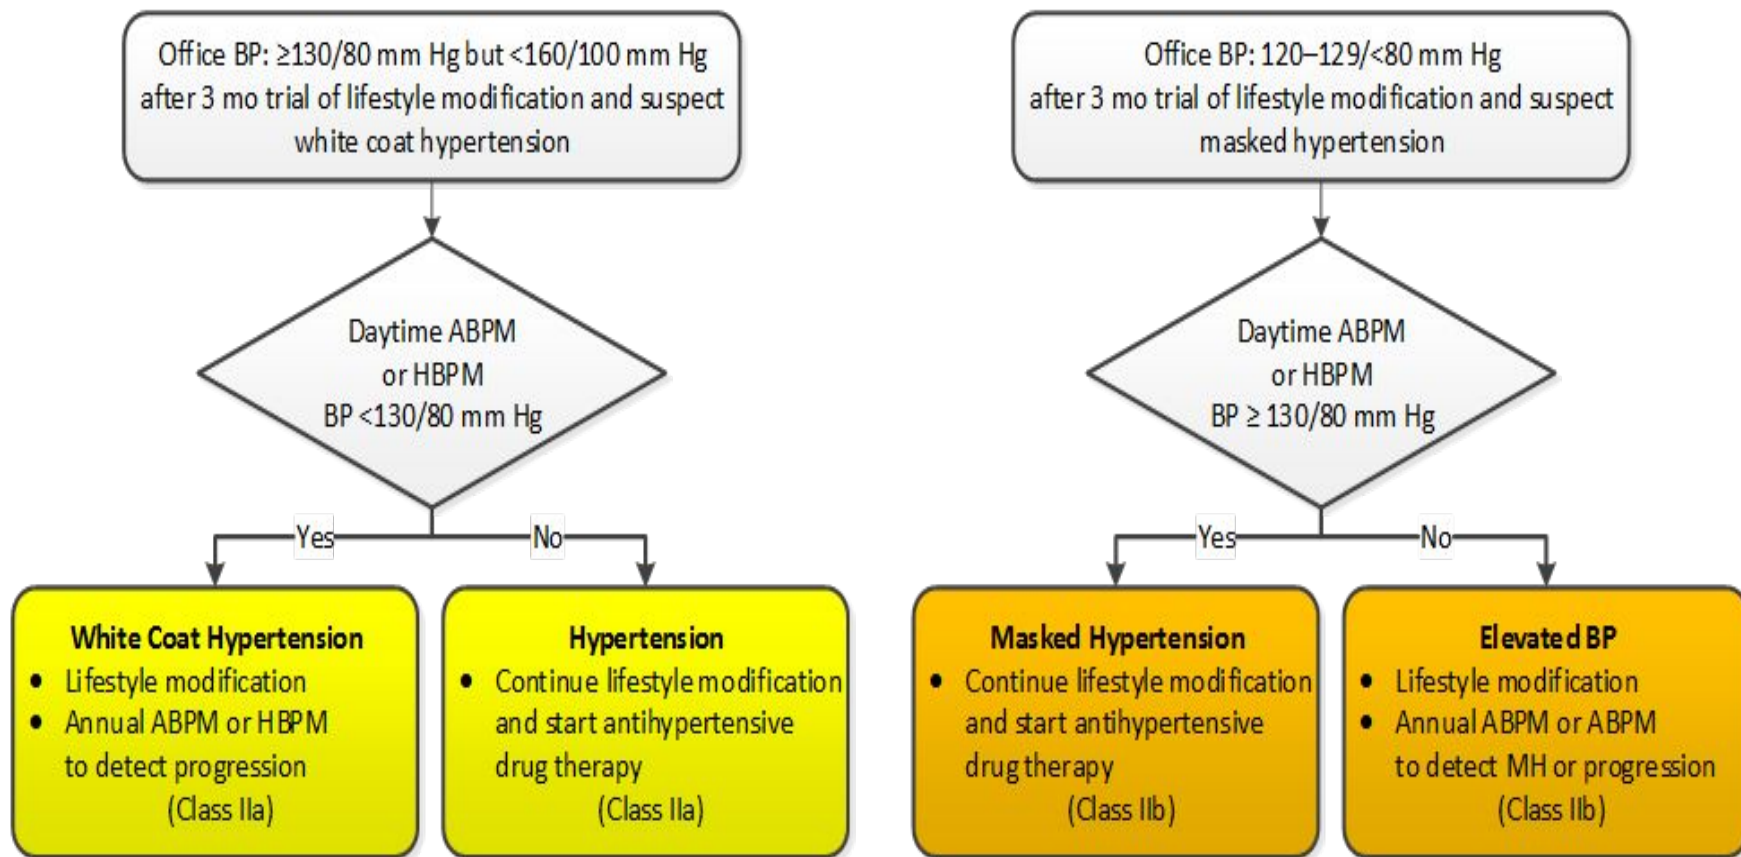 Office BP: ≥130/80 mm Hg but <160/100 mm Hg
after 3 mo trial of lifestyle modification and suspect
white coat hypertension
Daytime ABPM
or HBPM
BP <130/80 mm Hg
Yes
No
White Coat Hypertension
• Lifestyle modification
• Annual ABPM or HBPM
to detect progression
(Class IIa)
Hypertension
• Continue lifestyle modification
and start antihypertensive
drug therapy
(Class IIa)
Office BP: 120–129/<80 mm Hg
after 3 mo trial of lifestyle modification and suspect
masked hypertension
Daytime ABPM
or HBPM
BP ≥ 130/80 mm Hg
Yes
No
Masked Hypertension
• Continue lifestyle modification
and start antihypertensive
drug therapy
(Class IIb)
Elevated BP
• Lifestyle modification
• Annual ABPM or ABPM
to detect MH or progression
(Class IIb)